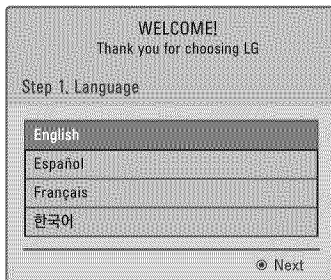 WELCOME!
Thank you for choosing LG
Step 1. Language
English
Español
Français
한국어
◉ Next